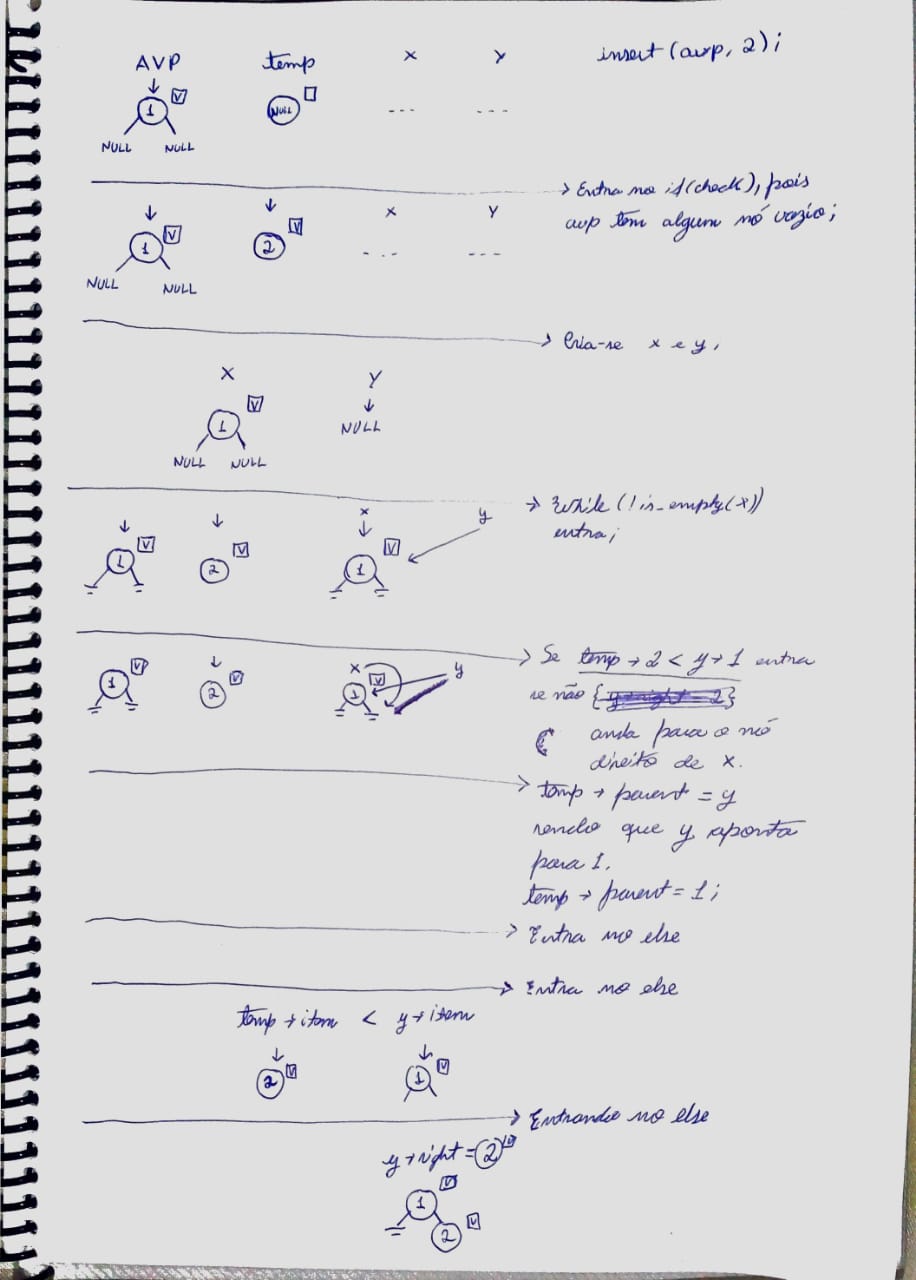 AVP temp X Y insert(avp, 2);
1 V NULL --- ---
NULL NULL
→ Entra no if(check), pois
X Y avp tem algum nó vazio;
1 V 2 V --- ---
NULL NULL
→ Cria-se x e y,
X Y
1 V NULL
NULL NULL
→ While (!is_empty(x))
x y entra;
1 V 2 V 1 V
→ Se temp → 2 < y → 1 entra
1 VP 2 V x 1 V y se não { y→right = 2 }
anda para o nó
direito de x.
→ temp → parent = y
sendo que y aponta
para 1.
temp → parent = 1;
→ Entra no else
→ Entra no else
temp → item < y → item
2 V 1 V
→ Entrando no else
y → right = 2 V
V
1
2 V